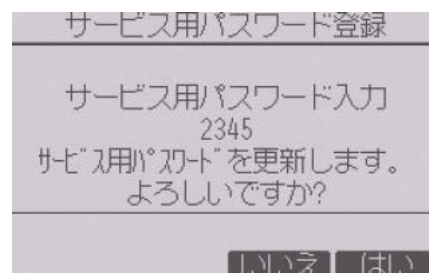 サービス用パスワード登録
サービス用パスワード入力
2345
ｻｰﾋﾞｽ用ﾊﾟｽﾜｰﾄﾞを更新します。
よろしいですか?
いいえ はい